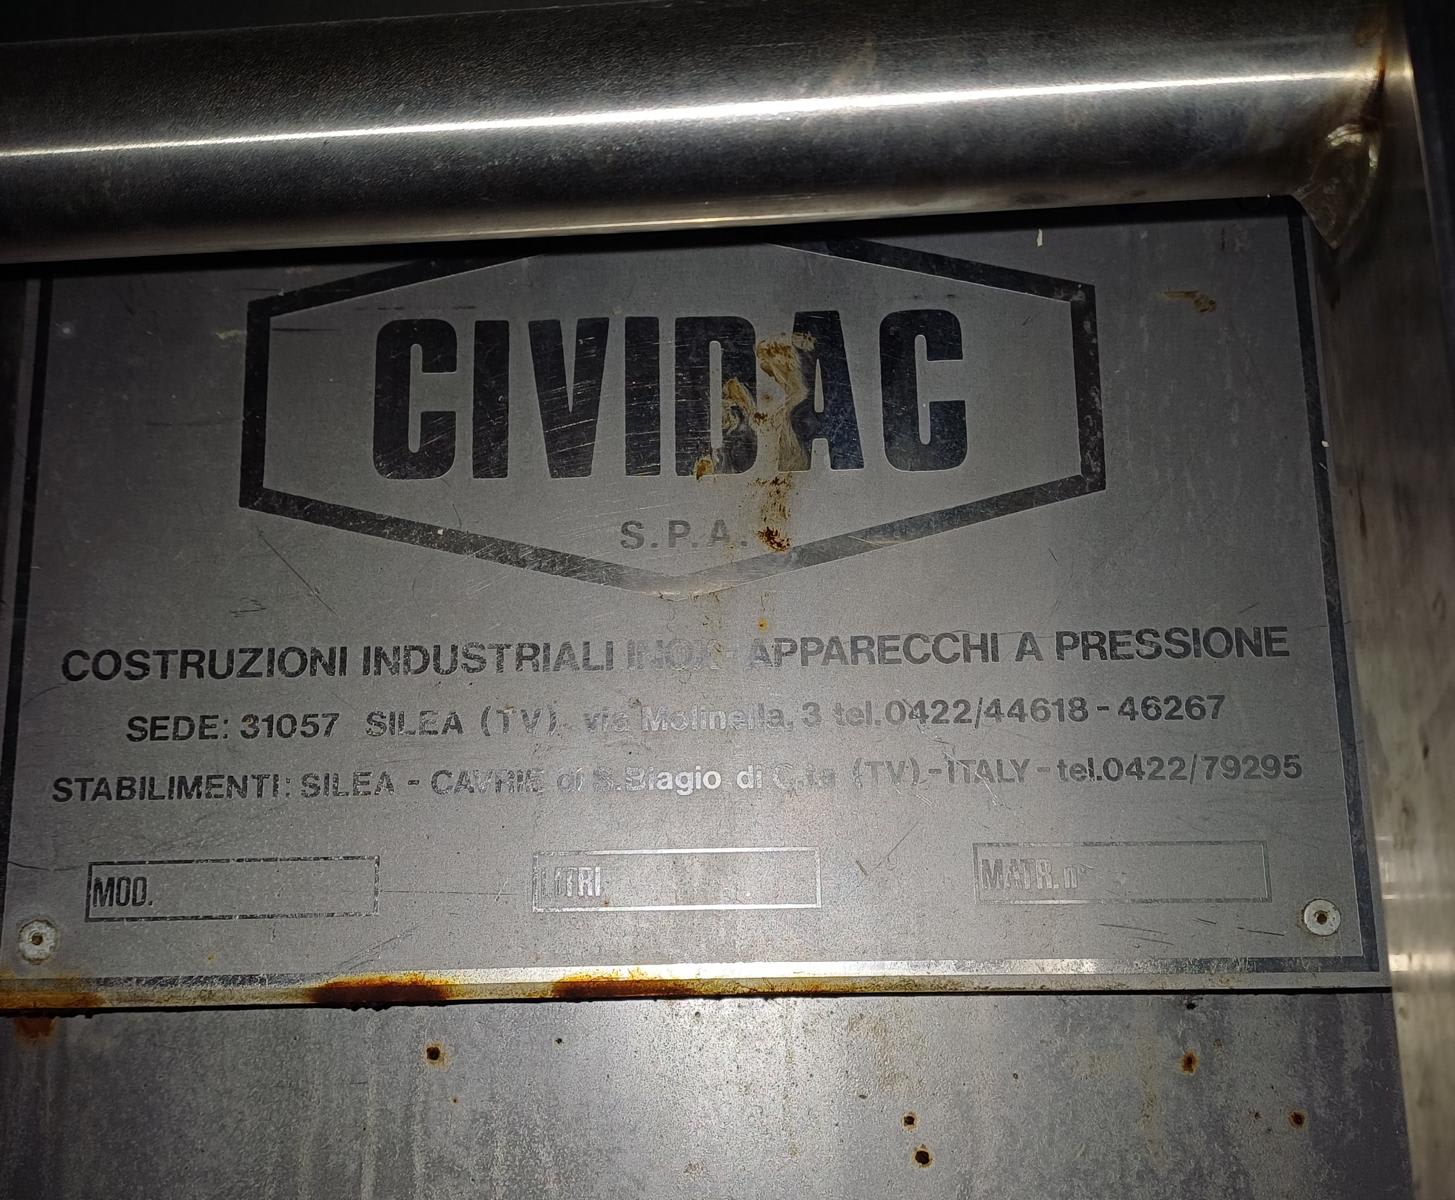 CIVIDAC
S.P.A.
COSTRUZIONI INDUSTRIALI INOX APPARECCHI A PRESSIONE
SEDE: 31057 SILEA (TV) via Molinella, 3 tel.0422/44618-46267
STABILIMENTI: SILEA - CAVRIE di S.Biagio di C.ta (TV)-ITALY-tel.0422/79295
MOD. LITRI MATR. n°